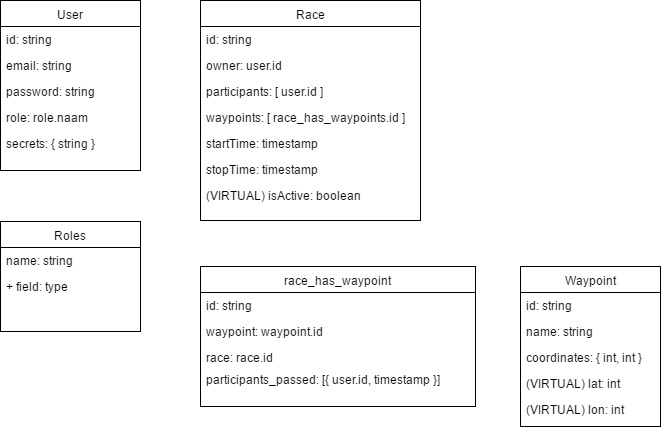 User
id: string
email: string
password: string
role: role.naam
secrets: { string }
Race
id: string
owner: user.id
participants: [ user.id ]
waypoints: [ race_has_waypoints.id ]
startTime: timestamp
stopTime: timestamp
(VIRTUAL) isActive: boolean
Roles
name: string
+ field: type
race_has_waypoint
id: string
waypoint: waypoint.id
race: race.id
participants_passed: [{ user.id, timestamp }]
Waypoint
id: string
name: string
coordinates: { int, int }
(VIRTUAL) lat: int
(VIRTUAL) lon: int